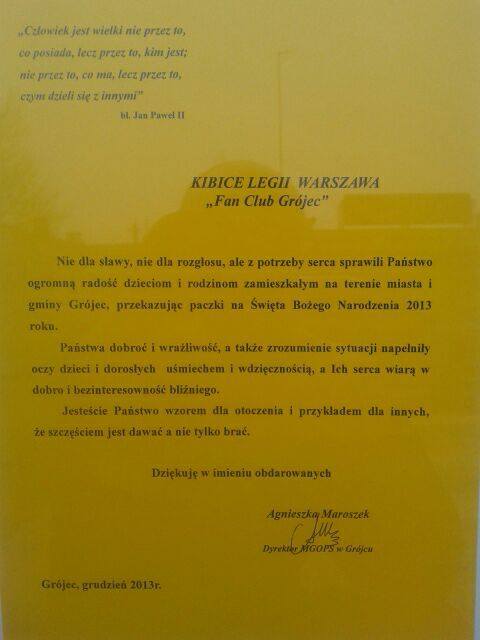 „Człowiek jest wielki nie przez to,
co posiada, lecz przez to, kim jest;
nie przez to, co ma, lecz przez to,
czym dzieli się z innymi”
bł. Jan Paweł II
KIBICE LEGII WARSZAWA
„Fan Club Grójec”
Nie dla sławy, nie dla rozgłosu, ale z potrzeby serca sprawili Państwo
ogromną radość dzieciom i rodzinom zamieszkałym na terenie miasta i
gminy Grójec, przekazując paczki na Święta Bożego Narodzenia 2013
roku.
Państwa dobroć i wrażliwość, a także zrozumienie sytuacji napełniły
oczy dzieci i dorosłych uśmiechem i wdzięcznością, a Ich serca wiarą w
dobro i bezinteresowność bliźniego.
Jesteście Państwo wzorem dla otoczenia i przykładem dla innych,
że szczęściem jest dawać a nie tylko brać.
Dziękuję w imieniu obdarowanych
Agnieszka Maroszek
Dyrektor MGOPS w Grójcu
Grójec, grudzień 2013r.